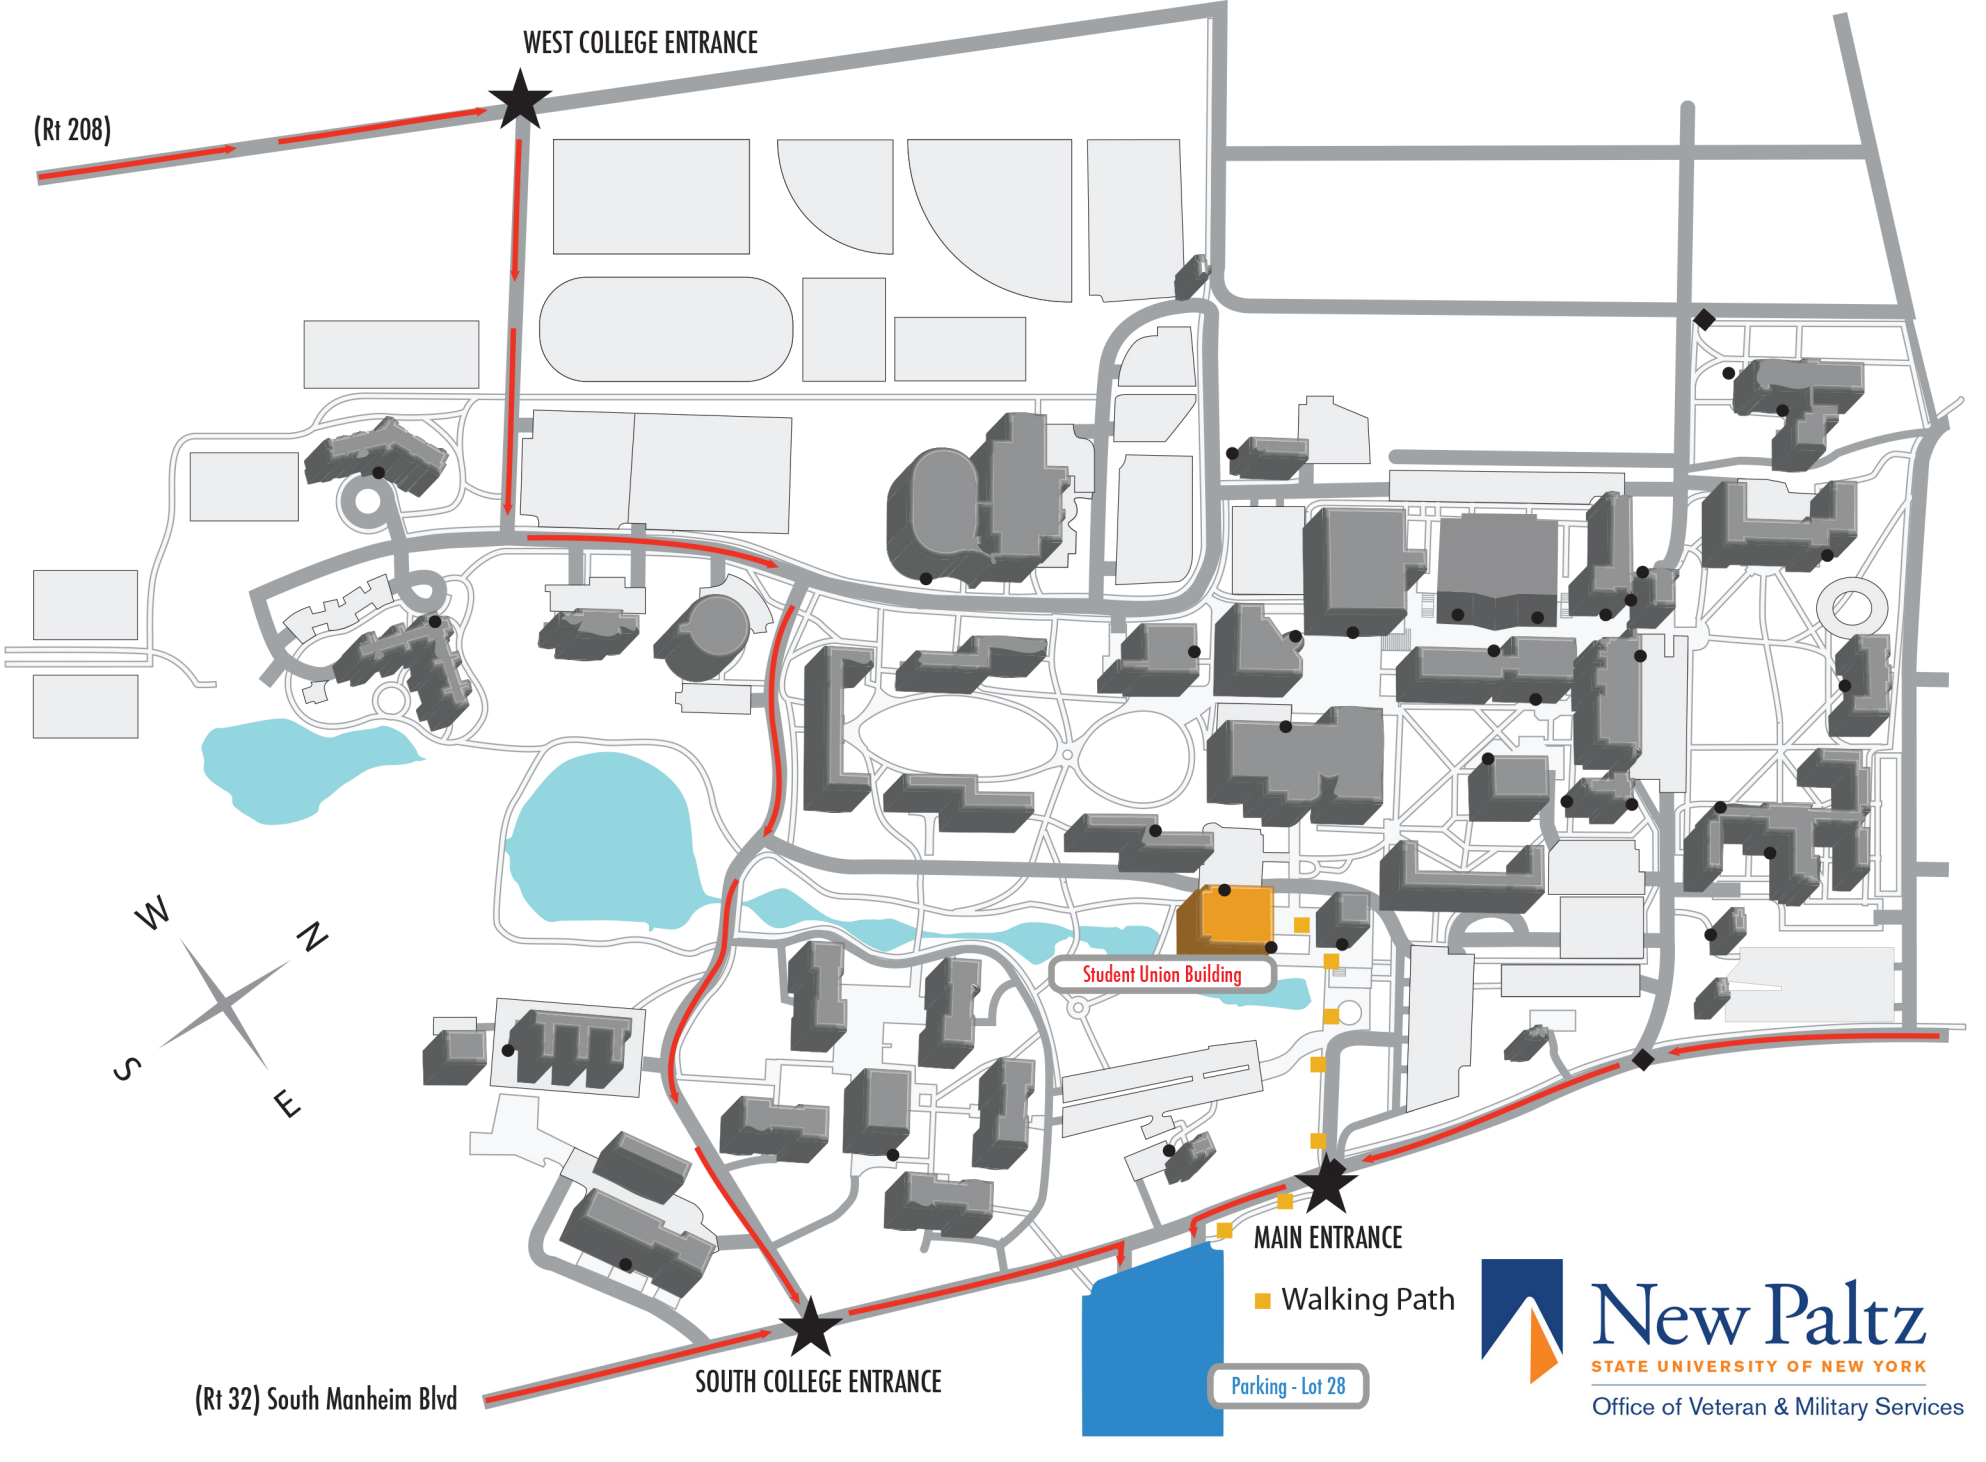 WEST COLLEGE ENTRANCE
(Rt 208)
W
N
S
E
Student Union Building
MAIN ENTRANCE
Walking Path
(Rt 32) South Manheim Blvd
SOUTH COLLEGE ENTRANCE
Parking - Lot 28
New Paltz
STATE UNIVERSITY OF NEW YORK
Office of Veteran & Military Services